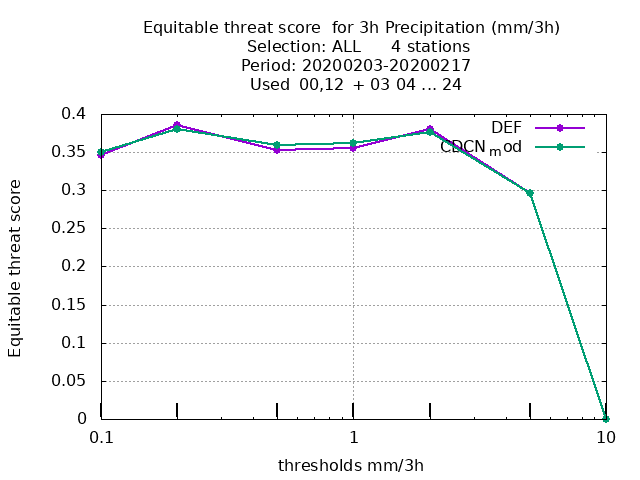 Equitable threat score  for 3h Precipitation (mm/3h)
Selection: ALL      4 stations
Period: 20200203-20200217
Used  00,12  + 03 04 ... 24
DEF
CDCN_mod
0.4
0.35
0.3
0.25
0.2
0.15
0.1
0.05
0
Equitable threat score
0.1
1
10
thresholds mm/3h